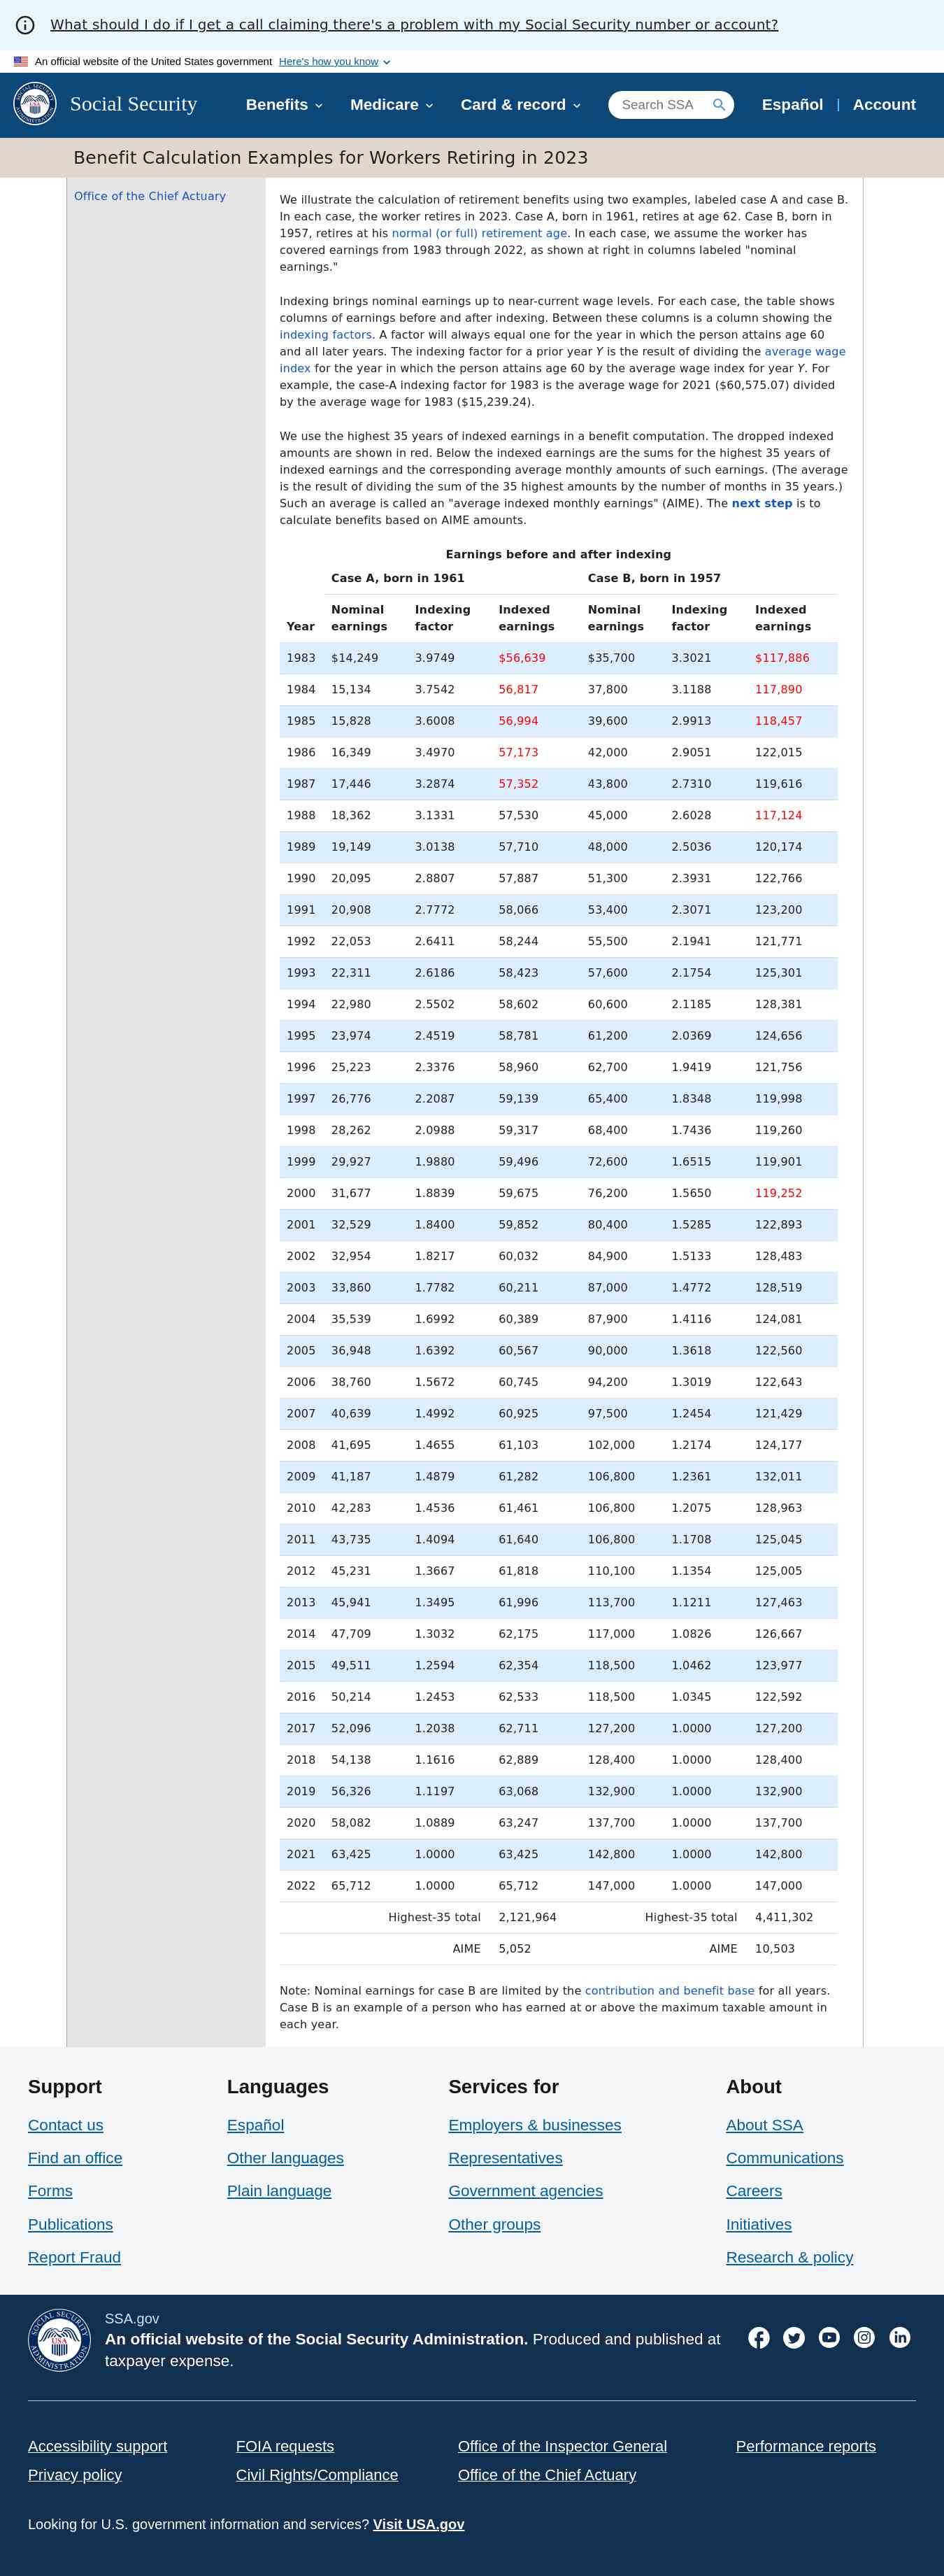 What should I do if I get a call claiming there's a problem with my Social Security number or account?
An official website of the United States government Here's how you know
Social Security Benefits Medicare Card & record Search SSA Español | Account
Benefit Calculation Examples for Workers Retiring in 2023
Office of the Chief Actuary
We illustrate the calculation of retirement benefits using two examples, labeled case A and case B.
In each case, the worker retires in 2023. Case A, born in 1961, retires at age 62. Case B, born in
1957, retires at his normal (or full) retirement age. In each case, we assume the worker has
covered earnings from 1983 through 2022, as shown at right in columns labeled "nominal
earnings."
Indexing brings nominal earnings up to near-current wage levels. For each case, the table shows
columns of earnings before and after indexing. Between these columns is a column showing the
indexing factors. A factor will always equal one for the year in which the person attains age 60
and all later years. The indexing factor for a prior year Y is the result of dividing the average wage
index for the year in which the person attains age 60 by the average wage index for year Y. For
example, the case-A indexing factor for 1983 is the average wage for 2021 ($60,575.07) divided
by the average wage for 1983 ($15,239.24).
We use the highest 35 years of indexed earnings in a benefit computation. The dropped indexed
amounts are shown in red. Below the indexed earnings are the sums for the highest 35 years of
indexed earnings and the corresponding average monthly amounts of such earnings. (The average
is the result of dividing the sum of the 35 highest amounts by the number of months in 35 years.)
Such an average is called an "average indexed monthly earnings" (AIME). The next step is to
calculate benefits based on AIME amounts.
Earnings before and after indexing
Case A, born in 1961 Case B, born in 1957
Nominal Indexing Indexed Nominal Indexing Indexed
Year earnings factor earnings earnings factor earnings
1983 $14,249 3.9749 $56,639 $35,700 3.3021 $117,886
1984 15,134 3.7542 56,817 37,800 3.1188 117,890
1985 15,828 3.6008 56,994 39,600 2.9913 118,457
1986 16,349 3.4970 57,173 42,000 2.9051 122,015
1987 17,446 3.2874 57,352 43,800 2.7310 119,616
1988 18,362 3.1331 57,530 45,000 2.6028 117,124
1989 19,149 3.0138 57,710 48,000 2.5036 120,174
1990 20,095 2.8807 57,887 51,300 2.3931 122,766
1991 20,908 2.7772 58,066 53,400 2.3071 123,200
1992 22,053 2.6411 58,244 55,500 2.1941 121,771
1993 22,311 2.6186 58,423 57,600 2.1754 125,301
1994 22,980 2.5502 58,602 60,600 2.1185 128,381
1995 23,974 2.4519 58,781 61,200 2.0369 124,656
1996 25,223 2.3376 58,960 62,700 1.9419 121,756
1997 26,776 2.2087 59,139 65,400 1.8348 119,998
1998 28,262 2.0988 59,317 68,400 1.7436 119,260
1999 29,927 1.9880 59,496 72,600 1.6515 119,901
2000 31,677 1.8839 59,675 76,200 1.5650 119,252
2001 32,529 1.8400 59,852 80,400 1.5285 122,893
2002 32,954 1.8217 60,032 84,900 1.5133 128,483
2003 33,860 1.7782 60,211 87,000 1.4772 128,519
2004 35,539 1.6992 60,389 87,900 1.4116 124,081
2005 36,948 1.6392 60,567 90,000 1.3618 122,560
2006 38,760 1.5672 60,745 94,200 1.3019 122,643
2007 40,639 1.4992 60,925 97,500 1.2454 121,429
2008 41,695 1.4655 61,103 102,000 1.2174 124,177
2009 41,187 1.4879 61,282 106,800 1.2361 132,011
2010 42,283 1.4536 61,461 106,800 1.2075 128,963
2011 43,735 1.4094 61,640 106,800 1.1708 125,045
2012 45,231 1.3667 61,818 110,100 1.1354 125,005
2013 45,941 1.3495 61,996 113,700 1.1211 127,463
2014 47,709 1.3032 62,175 117,000 1.0826 126,667
2015 49,511 1.2594 62,354 118,500 1.0462 123,977
2016 50,214 1.2453 62,533 118,500 1.0345 122,592
2017 52,096 1.2038 62,711 127,200 1.0000 127,200
2018 54,138 1.1616 62,889 128,400 1.0000 128,400
2019 56,326 1.1197 63,068 132,900 1.0000 132,900
2020 58,082 1.0889 63,247 137,700 1.0000 137,700
2021 63,425 1.0000 63,425 142,800 1.0000 142,800
2022 65,712 1.0000 65,712 147,000 1.0000 147,000
Highest-35 total 2,121,964 Highest-35 total 4,411,302
AIME 5,052 AIME 10,503
Note: Nominal earnings for case B are limited by the contribution and benefit base for all years.
Case B is an example of a person who has earned at or above the maximum taxable amount in
each year.
Support Languages Services for About
Contact us Español Employers & businesses About SSA
Find an office Other languages Representatives Communications
Forms Plain language Government agencies Careers
Publications Other groups Initiatives
Report Fraud Research & policy
SOCIAL SECURITY ADMINISTRATION USA
SSA.gov
An official website of the Social Security Administration. Produced and published at
taxpayer expense.
Accessibility support FOIA requests Office of the Inspector General Performance reports
Privacy policy Civil Rights/Compliance Office of the Chief Actuary
Looking for U.S. government information and services? Visit USA.gov